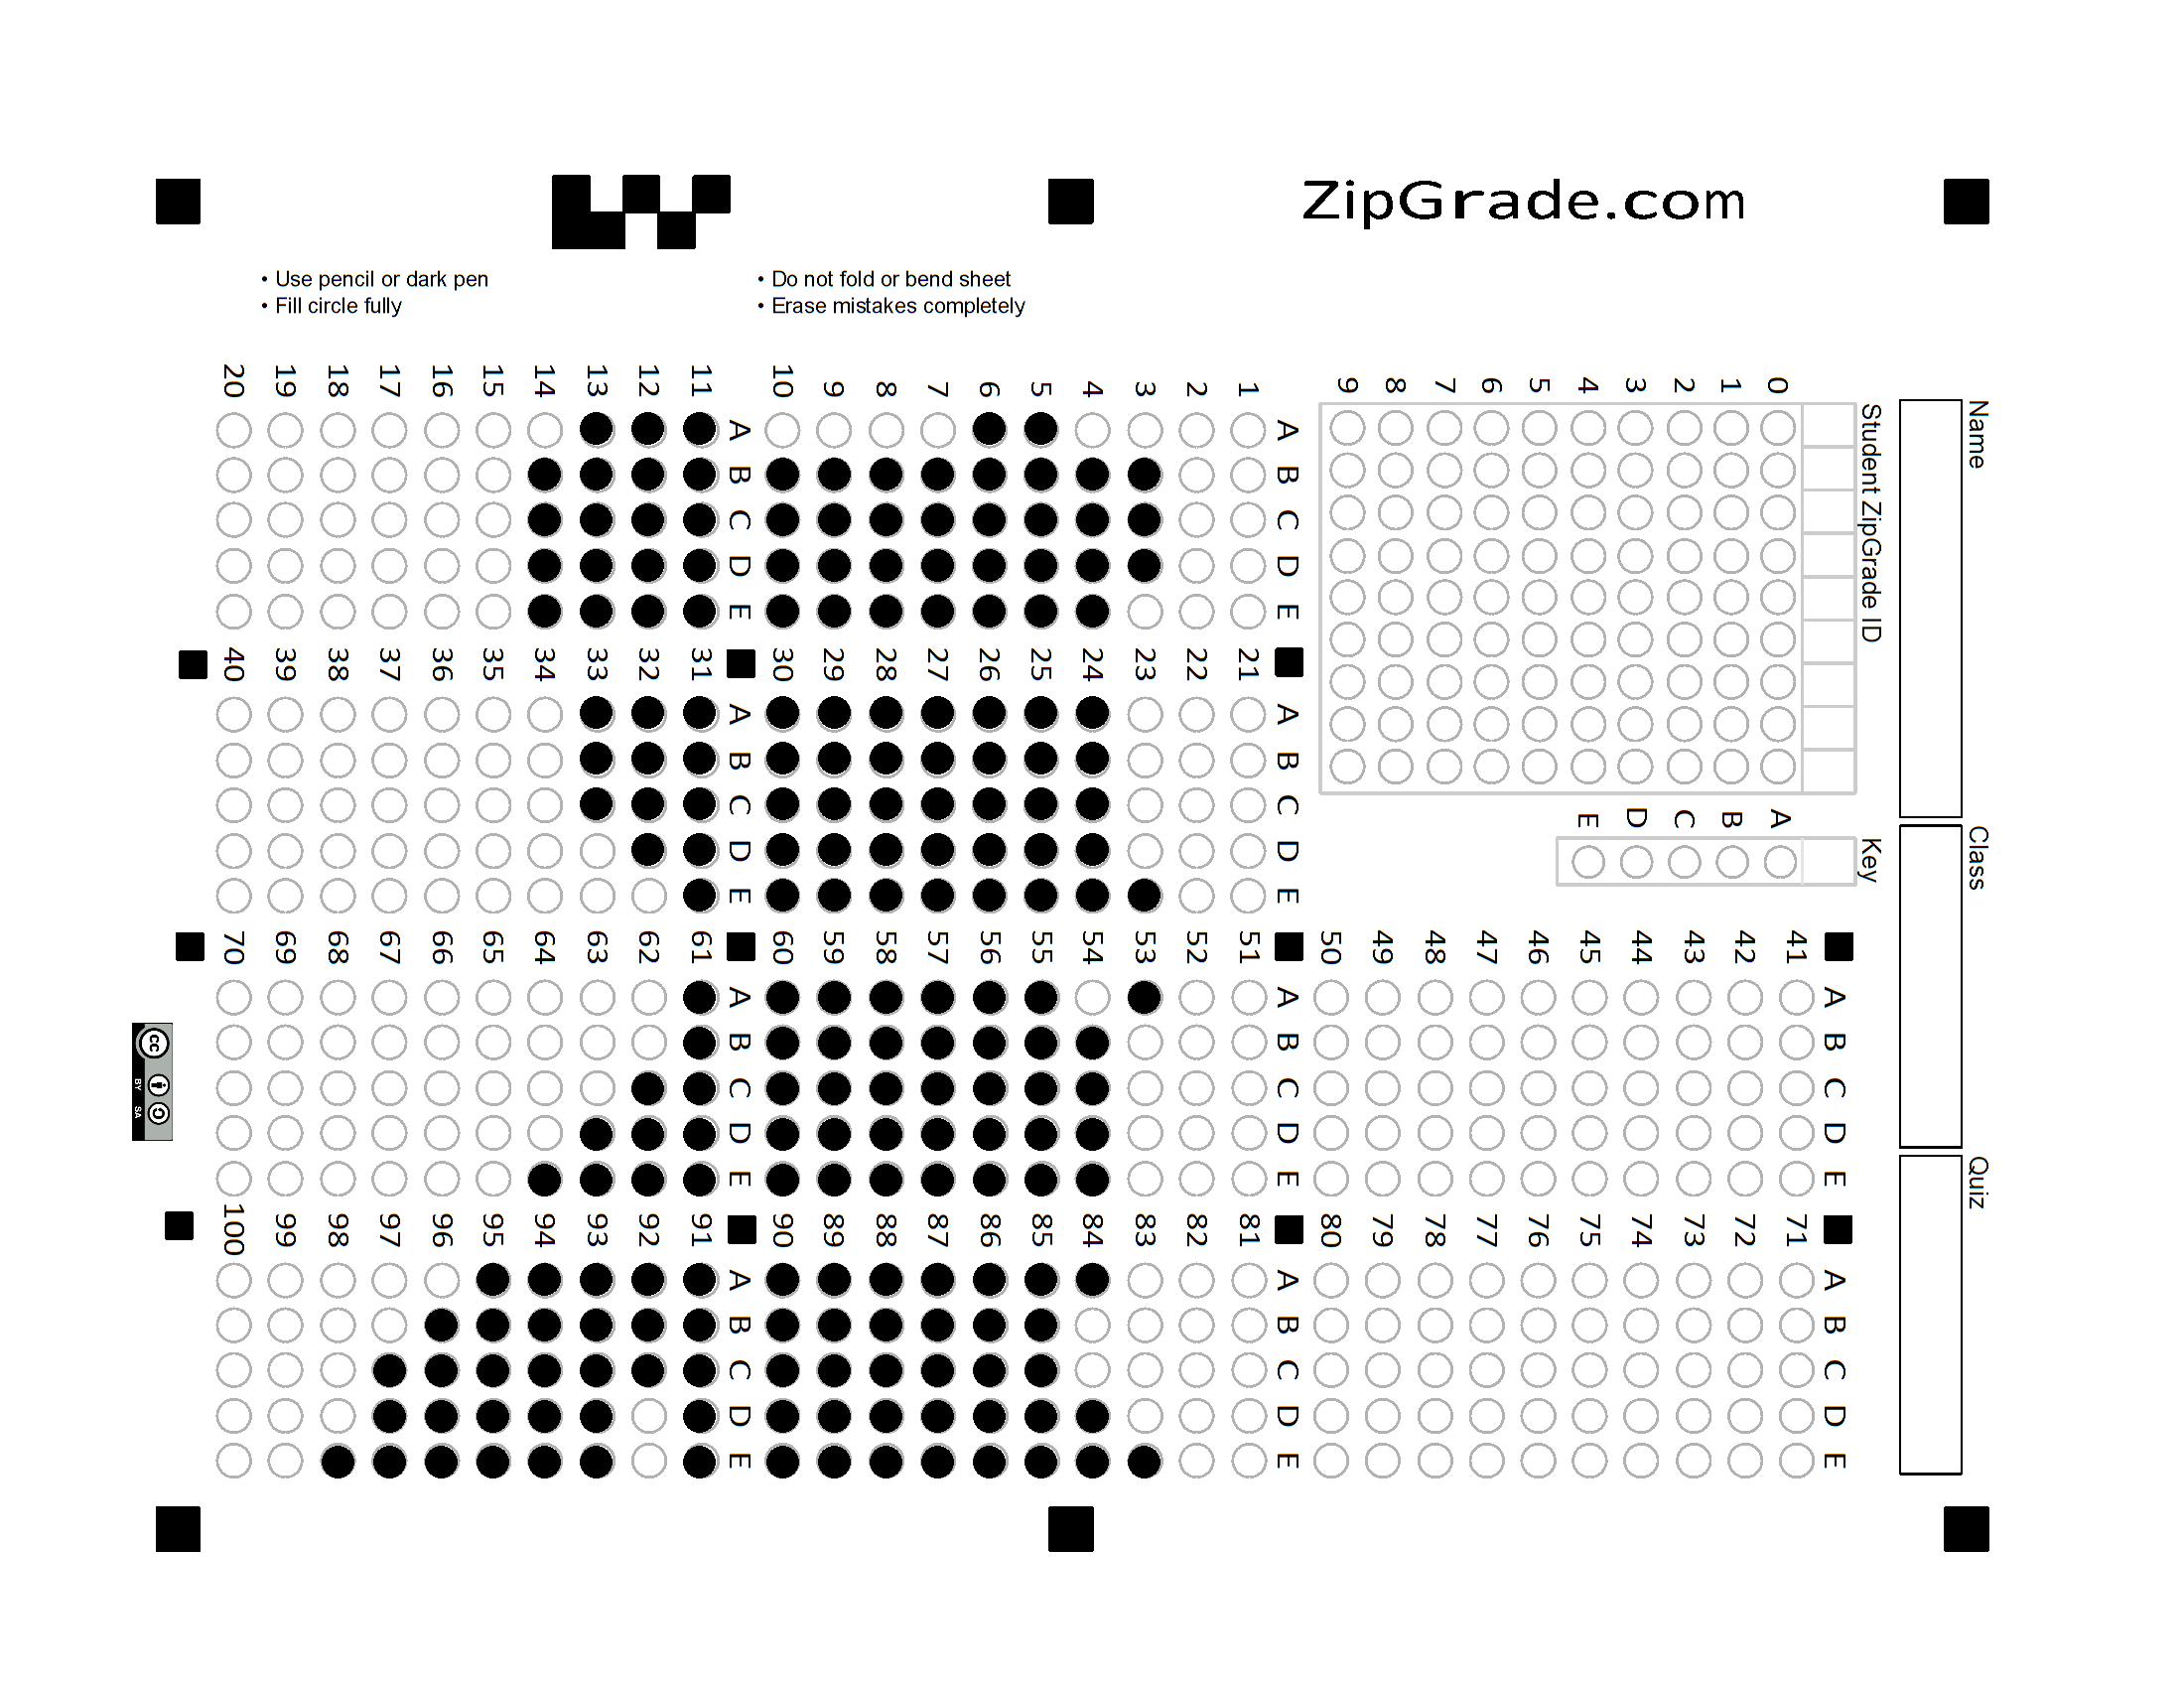 ZipGrade.com
• Use pencil or dark pen
• Fill circle fully
• Do not fold or bend sheet
• Erase mistakes completely
Name
Class
Quiz
Student ZipGrade ID
0 1 2 3 4 5 6 7 8 9
Key
A B C D E
A B C D E
41 42 43 44 45 46 47 48 49 50
A B C D E
71 72 73 74 75 76 77 78 79 80
A B C D E
1 2 3 4 5 6 7 8 9 10
A B C D E
21 22 23 24 25 26 27 28 29 30
A B C D E
51 52 53 54 55 56 57 58 59 60
A B C D E
81 82 83 84 85 86 87 88 89 90
A B C D E
11 12 13 14 15 16 17 18 19 20
A B C D E
31 32 33 34 35 36 37 38 39 40
A B C D E
61 62 63 64 65 66 67 68 69 70
A B C D E
91 92 93 94 95 96 97 98 99 100
cc
BY SA